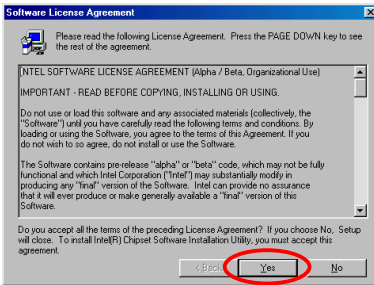 Software License Agreement
Please read the following License Agreement. Press the PAGE DOWN key to see
the rest of the agreement.
INTEL SOFTWARE LICENSE AGREEMENT (Alpha / Beta, Organizational Use)
IMPORTANT - READ BEFORE COPYING, INSTALLING OR USING.
Do not use or load this software and any associated materials (collectively, the
"Software") until you have carefully read the following terms and conditions. By
loading or using the Software, you agree to the terms of this Agreement. If you
do not wish to so agree, do not install or use the Software.
The Software contains pre-release "alpha" or "beta" code, which may not be fully
functional and which Intel Corporation ("Intel") may substantially modify in
producing any "final" version of the Software. Intel can provide no assurance
that it will ever produce or make generally available a "final" version of this
Software.
Do you accept all the terms of the preceding License Agreement? If you choose No, Setup
will close. To install Intel(R) Chipset Software Installation Utility, you must accept this
agreement.
< Back
Yes
No